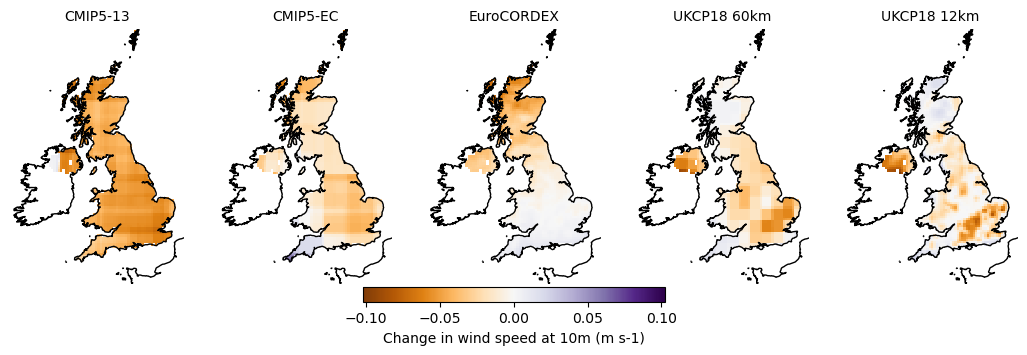 CMIP5-13 CMIP5-EC EuroCORDEX UKCP18 60km UKCP18 12km
−0.10 −0.05 0.00 0.05 0.10
Change in wind speed at 10m (m s-1)